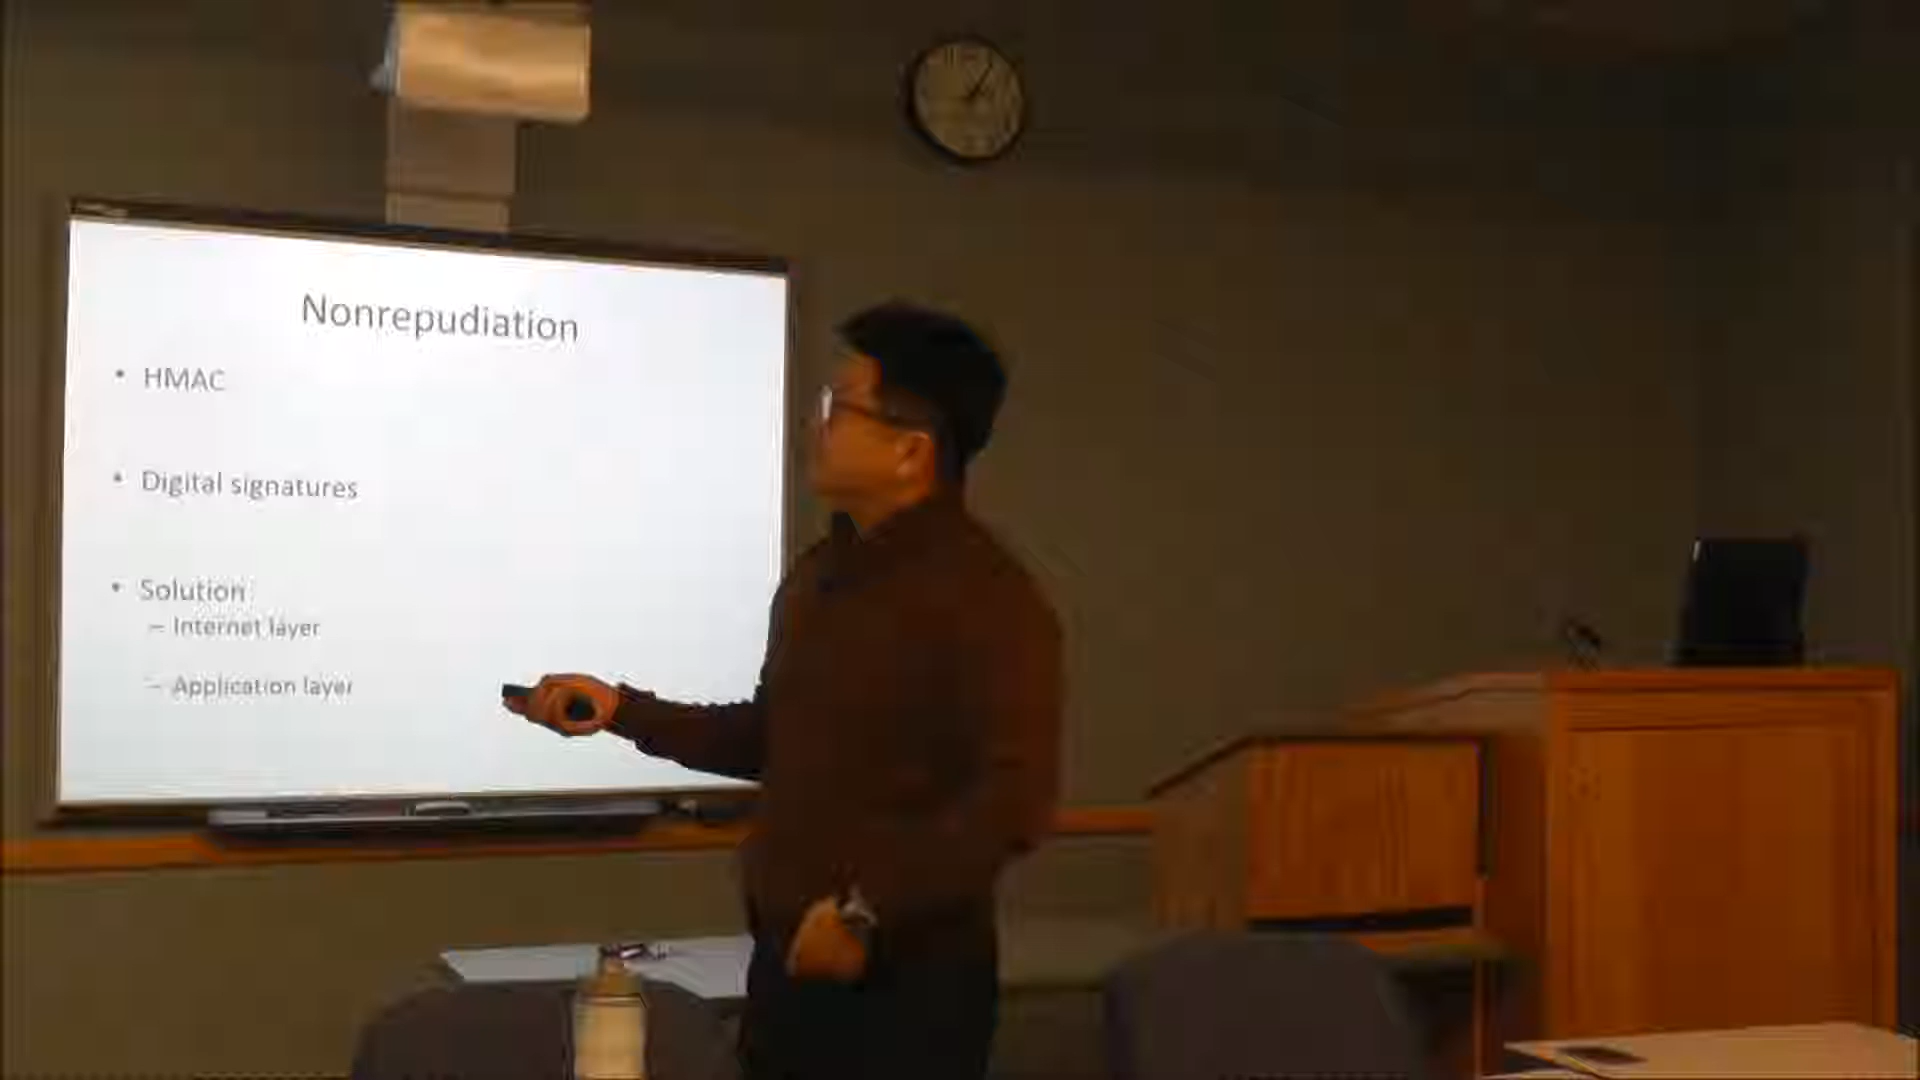 Nonrepudiation
• HMAC
• Digital signatures
• Solution:
– Internet layer
– Application layer